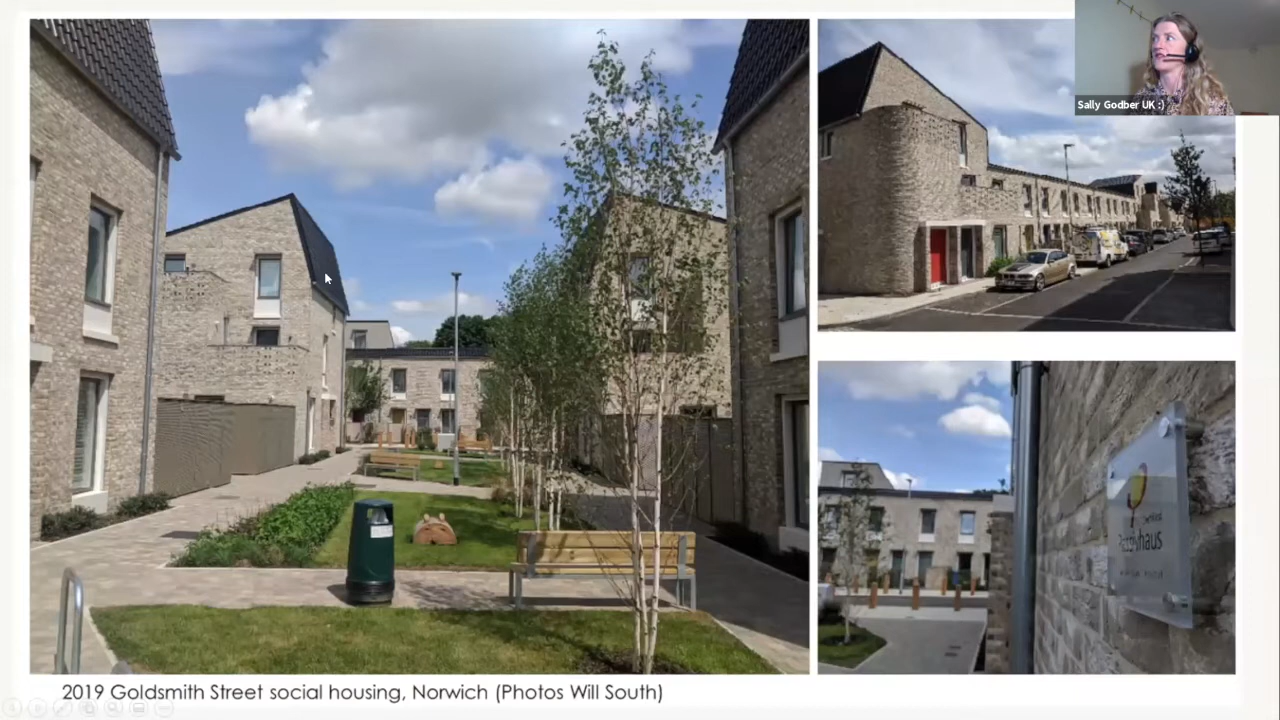 Sally Godber UK :)
Passivhaus
2019 Goldsmith Street social housing, Norwich (Photos Will South)